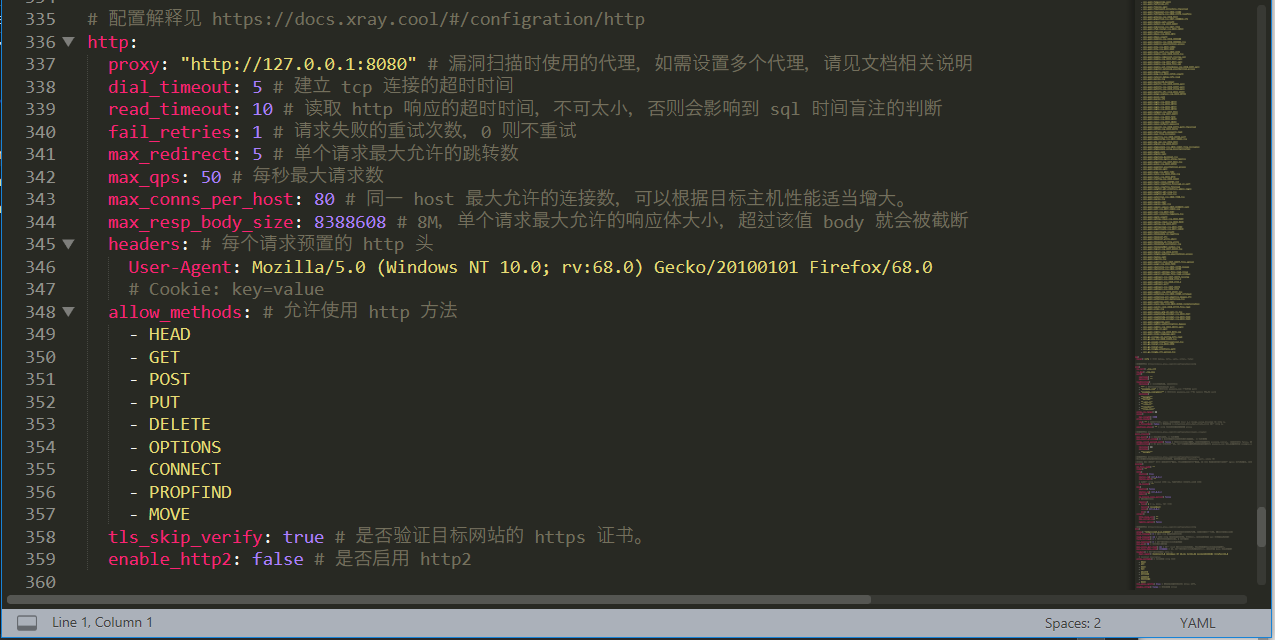 335 # 配置解释见 https://docs.xray.cool/#/configration/http
336 http:
337 proxy: "http://127.0.0.1:8080" # 漏洞扫描时使用的代理，如需设置多个代理，请见文档相关说明
338 dial_timeout: 5 # 建立 tcp 连接的超时时间
339 read_timeout: 10 # 读取 http 响应的超时时间，不可太小，否则会影响到 sql 时间盲注的判断
340 fail_retries: 1 # 请求失败的重试次数，0 则不重试
341 max_redirect: 5 # 单个请求最大允许的跳转数
342 max_qps: 50 # 每秒最大请求数
343 max_conns_per_host: 80 # 同一 host 最大允许的连接数，可以根据目标主机性能适当增大。
344 max_resp_body_size: 8388608 # 8M，单个请求最大允许的响应体大小，超过该值 body 就会被截断
345 headers: # 每个请求预置的 http 头
346 User-Agent: Mozilla/5.0 (Windows NT 10.0; rv:68.0) Gecko/20100101 Firefox/68.0
347 # Cookie: key=value
348 allow_methods: # 允许使用 http 方法
349 - HEAD
350 - GET
351 - POST
352 - PUT
353 - DELETE
354 - OPTIONS
355 - CONNECT
356 - PROPFIND
357 - MOVE
358 tls_skip_verify: true # 是否验证目标网站的 https 证书。
359 enable_http2: false # 是否启用 http2
360
Line 1, Column 1 Spaces: 2 YAML